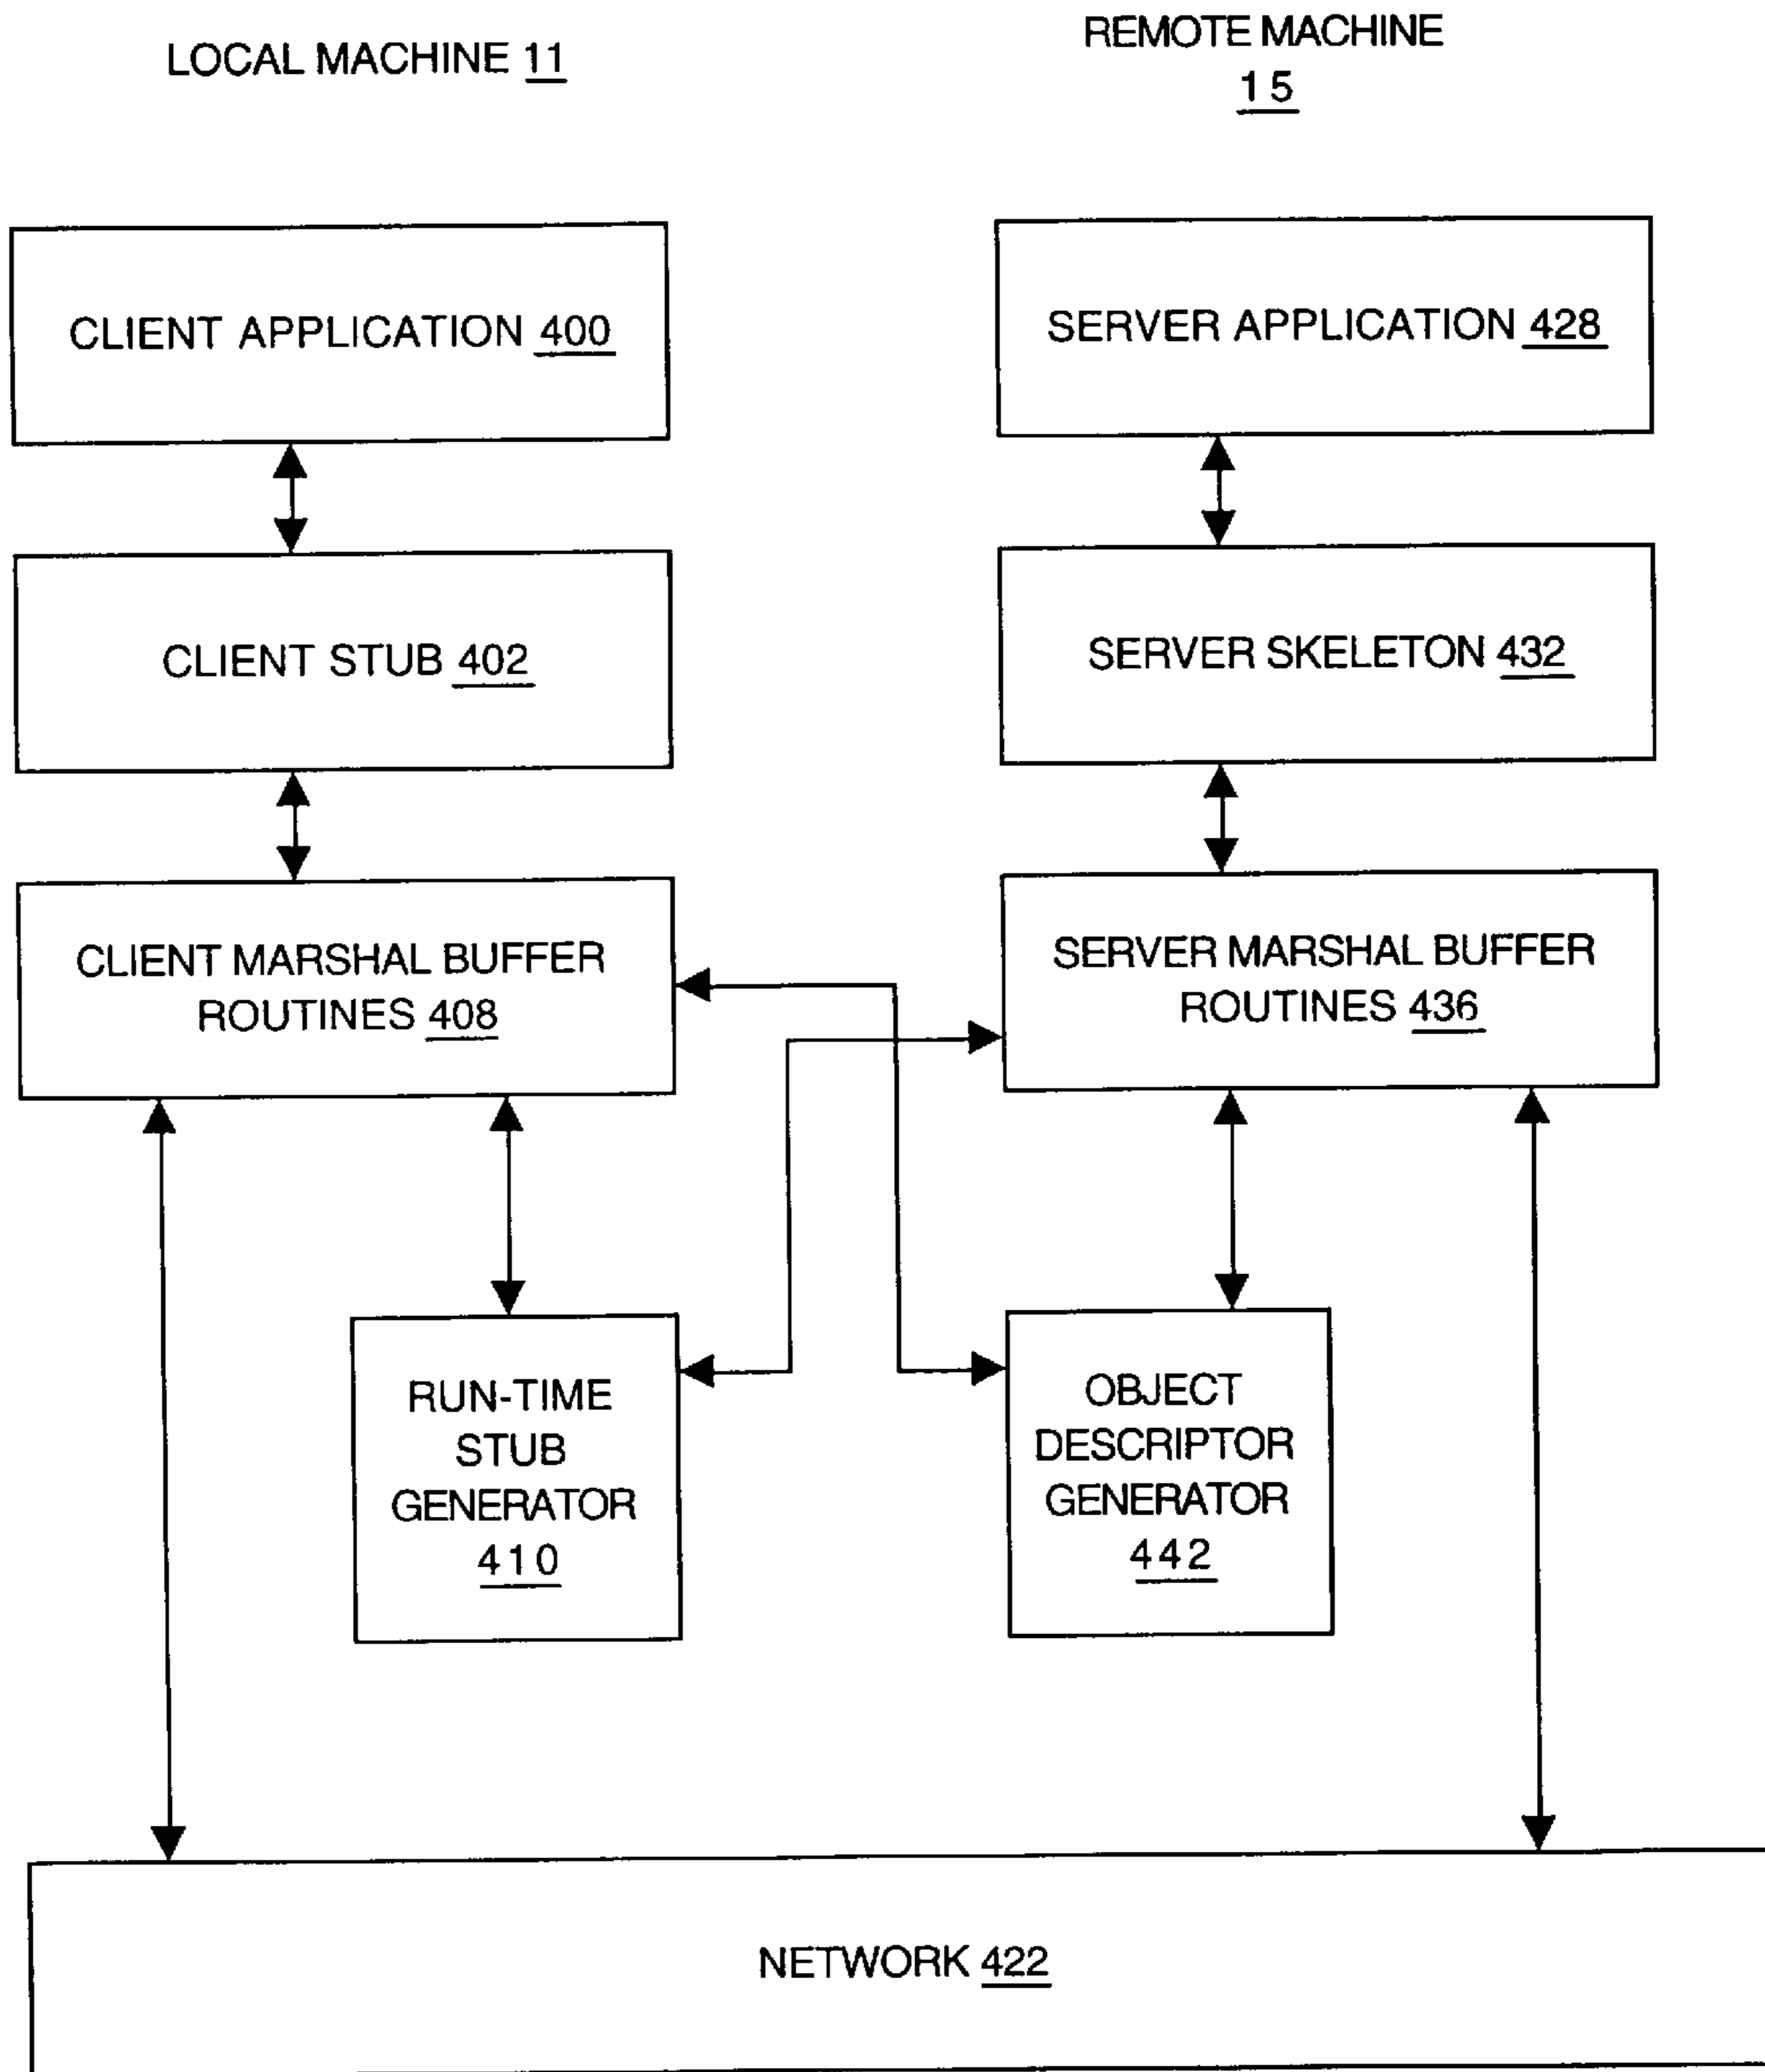 LOCAL MACHINE 11
REMOTE MACHINE
15
CLIENT APPLICATION 400
SERVER APPLICATION 428
CLIENT STUB 402
SERVER SKELETON 432
CLIENT MARSHAL BUFFER
ROUTINES 408
SERVER MARSHAL BUFFER
ROUTINES 436
RUN-TIME
STUB
GENERATOR
410
OBJECT
DESCRIPTOR
GENERATOR
442
NETWORK 422